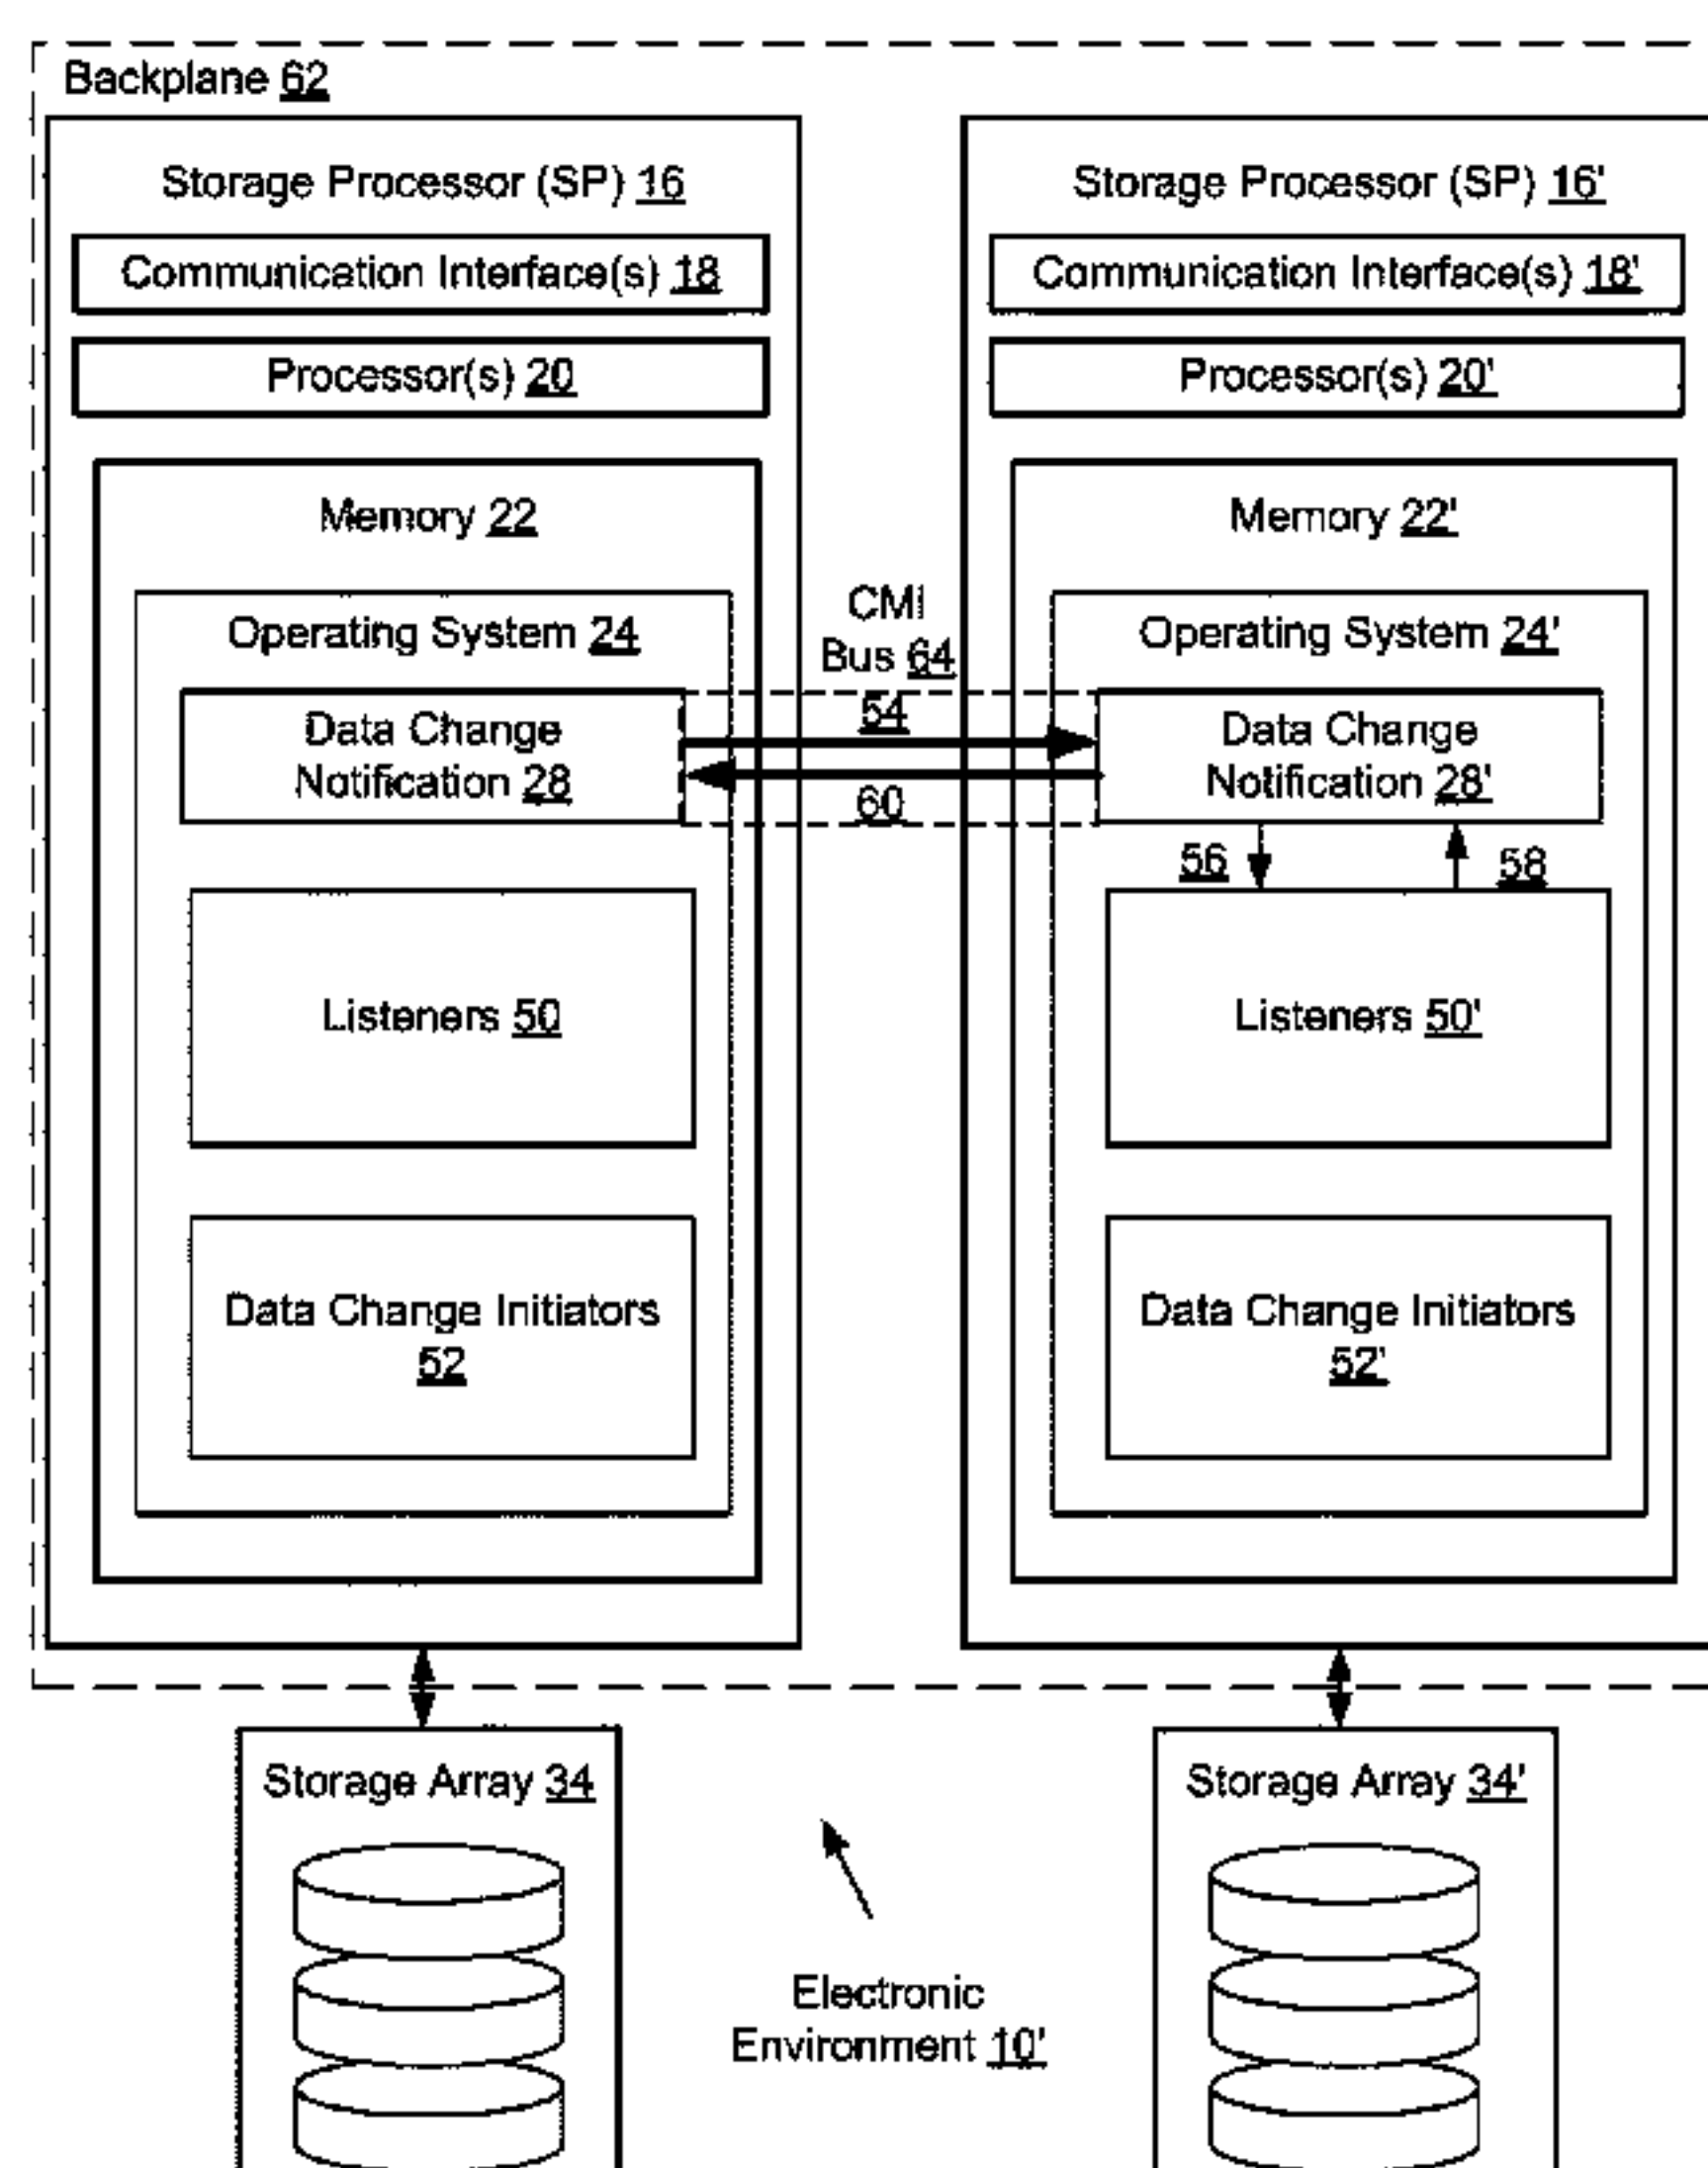 Backplane 62
Storage Processor (SP) 16
Communication Interface(s) 18
Processor(s) 20
Memory 22
Operating System 24
Data Change
Notification 28
Listeners 50
Data Change Initiators
52
CMI
Bus 64
54
60
Storage Processor (SP) 16'
Communication Interface(s) 18'
Processor(s) 20'
Memory 22'
Operating System 24'
Data Change
Notification 28'
56
58
Listeners 50'
Data Change Initiators
52'
Storage Array 34
Storage Array 34'
Electronic
Environment 10'